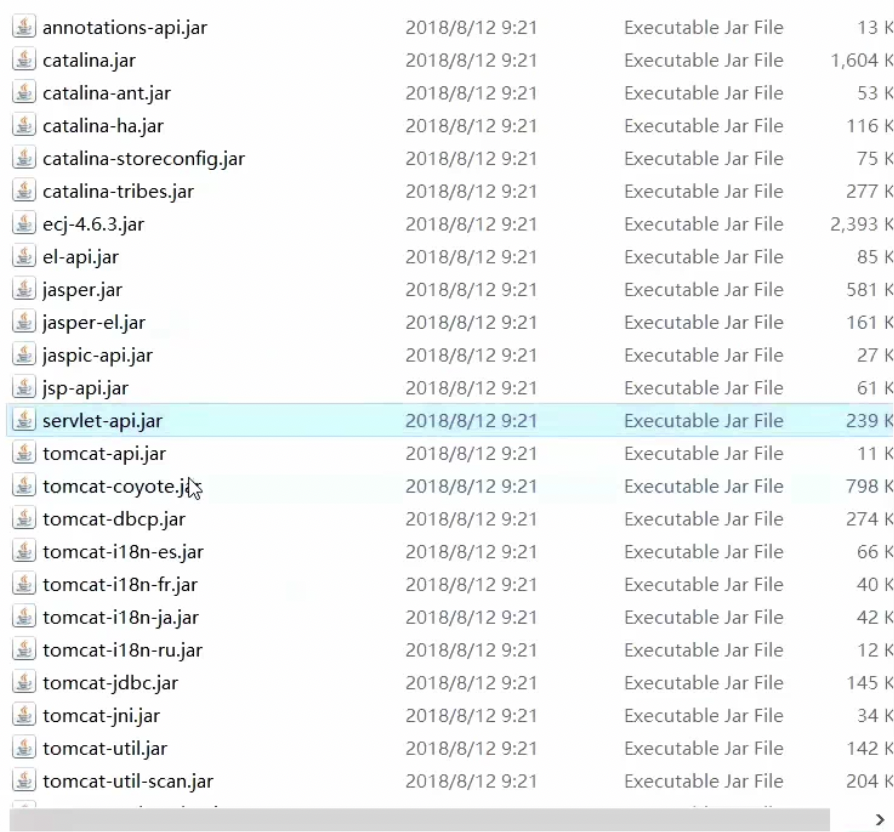 annotations-api.jar 2018/8/12 9:21 Executable Jar File 13 K
catalina.jar 2018/8/12 9:21 Executable Jar File 1,604 K
catalina-ant.jar 2018/8/12 9:21 Executable Jar File 53 K
catalina-ha.jar 2018/8/12 9:21 Executable Jar File 116 K
catalina-storeconfig.jar 2018/8/12 9:21 Executable Jar File 75 K
catalina-tribes.jar 2018/8/12 9:21 Executable Jar File 277 K
ecj-4.6.3.jar 2018/8/12 9:21 Executable Jar File 2,393 K
el-api.jar 2018/8/12 9:21 Executable Jar File 85 K
jasper.jar 2018/8/12 9:21 Executable Jar File 581 K
jasper-el.jar 2018/8/12 9:21 Executable Jar File 161 K
jaspic-api.jar 2018/8/12 9:21 Executable Jar File 27 K
jsp-api.jar 2018/8/12 9:21 Executable Jar File 61 K
servlet-api.jar 2018/8/12 9:21 Executable Jar File 239 K
tomcat-api.jar 2018/8/12 9:21 Executable Jar File 11 K
tomcat-coyote.jar 2018/8/12 9:21 Executable Jar File 798 K
tomcat-dbcp.jar 2018/8/12 9:21 Executable Jar File 274 K
tomcat-i18n-es.jar 2018/8/12 9:21 Executable Jar File 66 K
tomcat-i18n-fr.jar 2018/8/12 9:21 Executable Jar File 40 K
tomcat-i18n-ja.jar 2018/8/12 9:21 Executable Jar File 42 K
tomcat-i18n-ru.jar 2018/8/12 9:21 Executable Jar File 12 K
tomcat-jdbc.jar 2018/8/12 9:21 Executable Jar File 145 K
tomcat-jni.jar 2018/8/12 9:21 Executable Jar File 34 K
tomcat-util.jar 2018/8/12 9:21 Executable Jar File 142 K
tomcat-util-scan.jar 2018/8/12 9:21 Executable Jar File 204 K